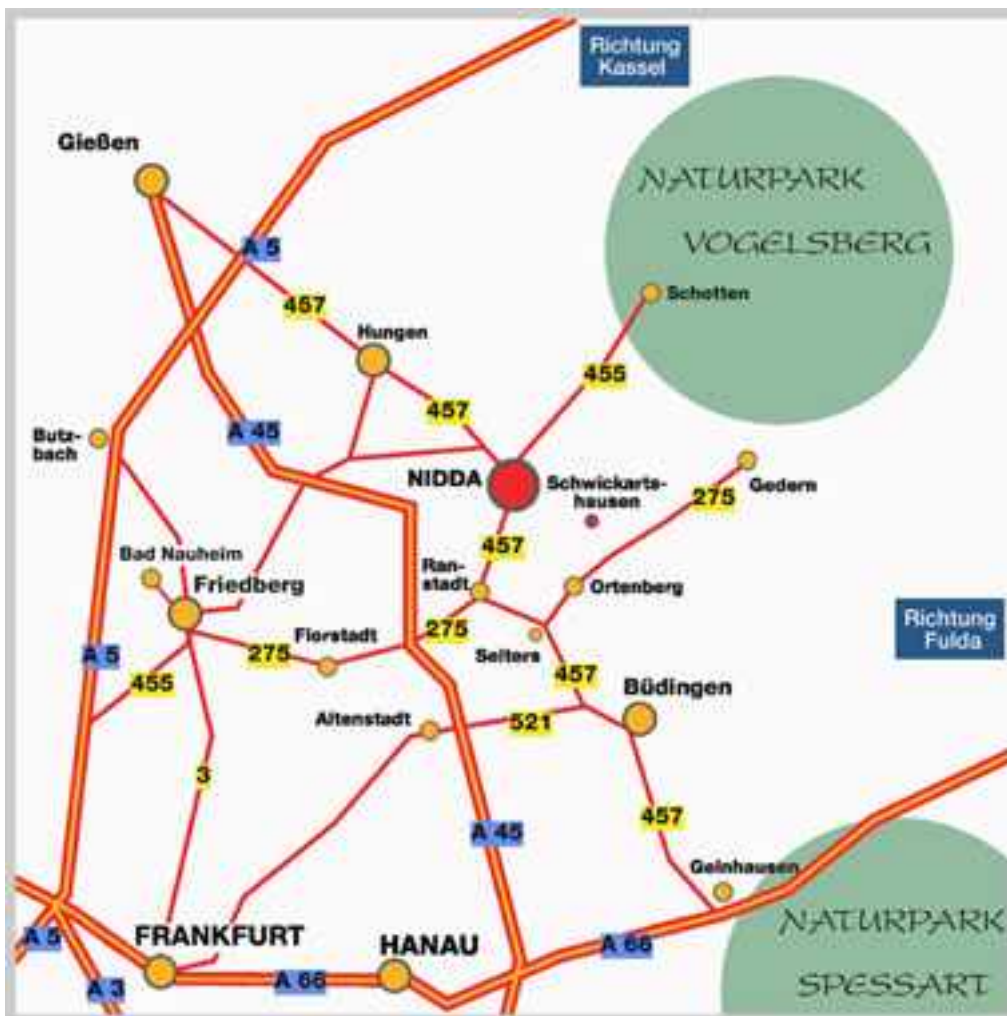 Richtung
Kassel
Gießen
NATURPARK
VOGELSBERG
A 5
Schotten
457
Hungen
455
457
Butz-
bach
A 45
NIDDA
Schwickarts-
hausen
Gedern
275
457
Bad Nauheim
Ran-
stadt
Friedberg
Ortenberg
Richtung
Fulda
275
Florstadt
275
Selters
A 5
455
457
Büdingen
Altenstadt
521
3
457
A 45
Gelnhausen
NATURPARK
SPESSART
A 5
FRANKFURT
HANAU
A 66
A 66
A 3